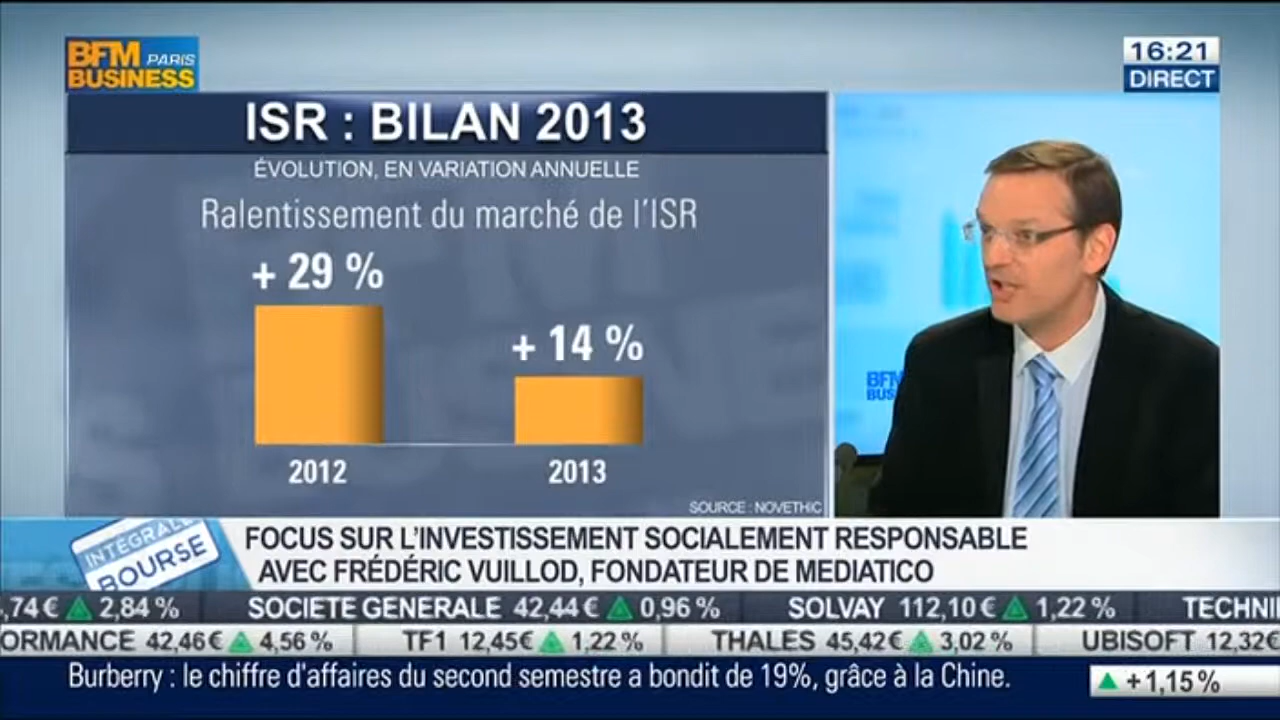 BFM PARIS
BUSINESS
16:21
DIRECT
ISR : BILAN 2013
ÉVOLUTION, EN VARIATION ANNUELLE
Ralentissement du marché de l'ISR
+ 29 %
+ 14 %
2012
2013
SOURCE : NOVETHIC
BFM
BUS
INTÉGRALE
BOURSE
FOCUS SUR L'INVESTISSEMENT SOCIALEMENT RESPONSABLE
AVEC FRÉDÉRIC VUILLOD, FONDATEUR DE MEDIATICO
,74€ 2,84 % SOCIETE GENERALE 42,44€ 0,96 % SOLVAY 112,10€ 1,22 % TECHNI
ORMANCE 42,46€ 4,56 % TF1 12,45€ 1,22 % THALES 45,42€ 3,02 % UBISOFT 12,32€
Burberry : le chiffre d'affaires du second semestre a bondit de 19%, grâce à la Chine.
+1,15 %